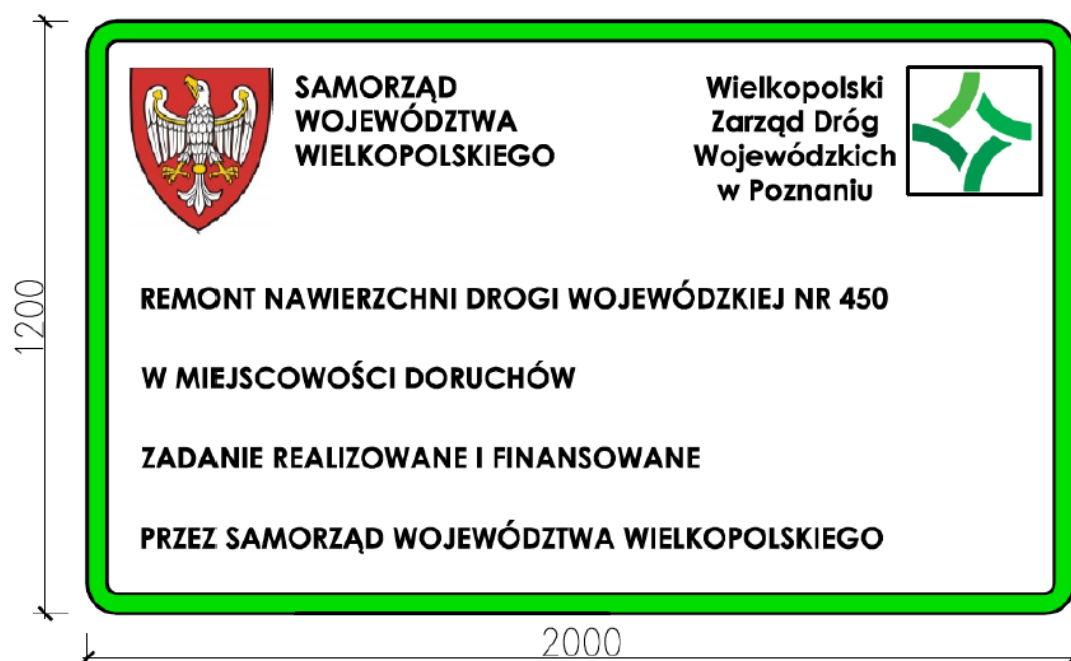 SAMORZĄD
WOJEWÓDZTWA
WIELKOPOLSKIEGO
Wielkopolski
Zarząd Dróg
Wojewódzkich
w Poznaniu
REMONT NAWIERZCHNI DROGI WOJEWÓDZKIEJ NR 450
W MIEJSCOWOŚCI DORUCHÓW
ZADANIE REALIZOWANE I FINANSOWANE
PRZEZ SAMORZĄD WOJEWÓDZTWA WIELKOPOLSKIEGO
1200
2000